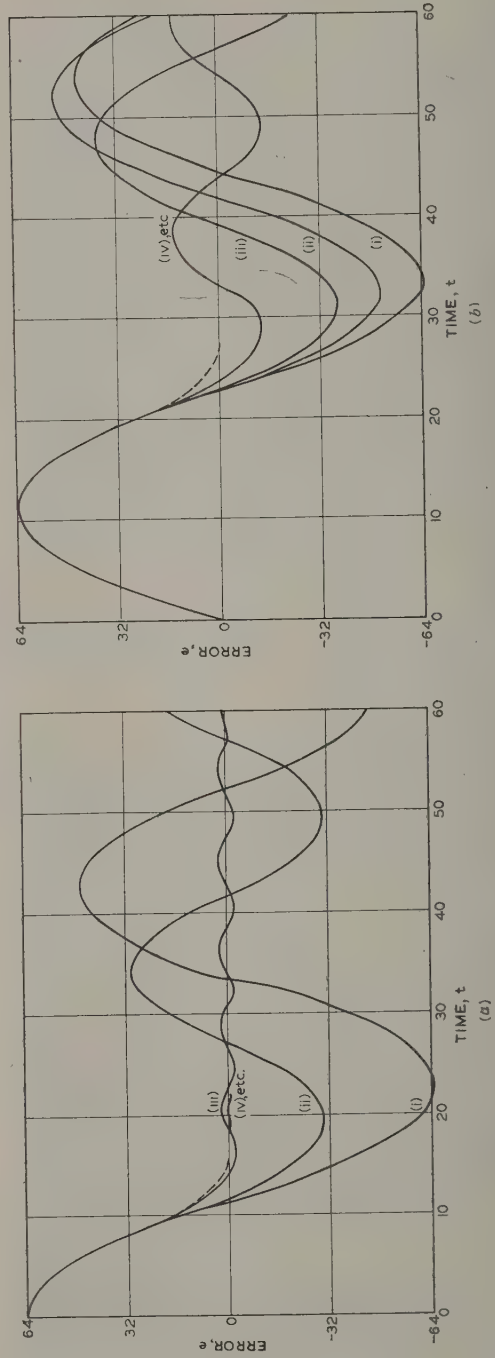 64
32
0
-32
-64
ERROR, e
0
10
20
30
40
50
60
TIME, t
(a)
(i)
(ii)
(iii)
(iv), etc.
64
32
0
-32
-64
ERROR, e
0
10
20
30
40
50
60
TIME, t
(b)
(i)
(ii)
(iii)
(iv), etc